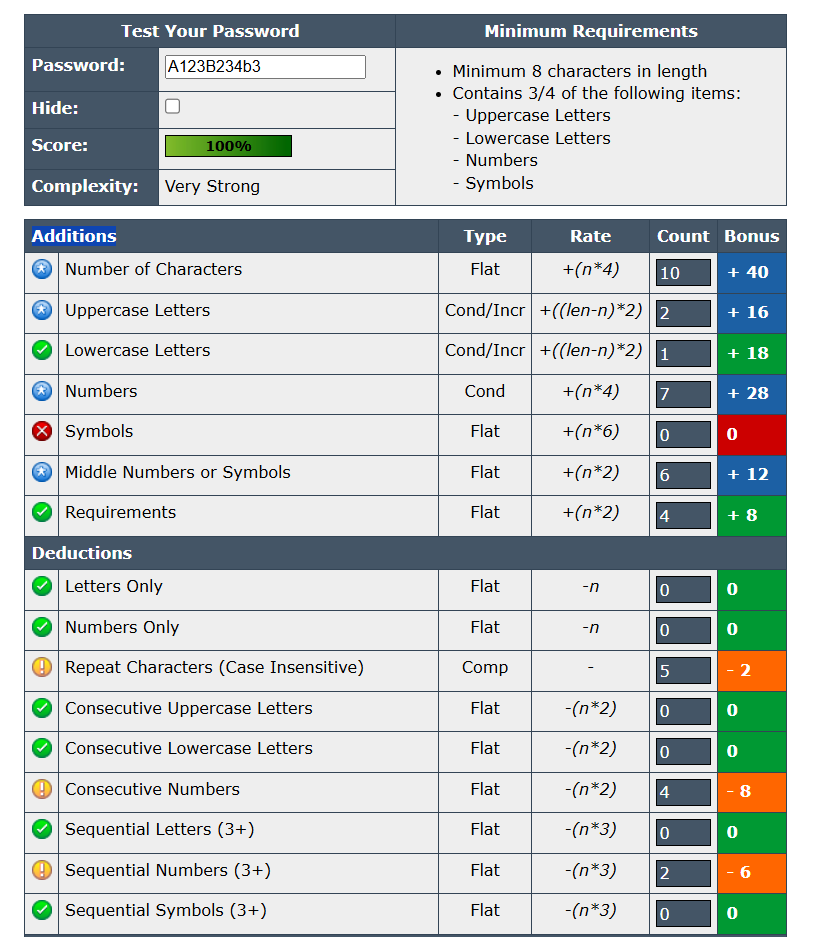 Test Your Password Minimum Requirements
Password: A123B234b3
Hide:
Score: 100%
Complexity: Very Strong
• Minimum 8 characters in length
• Contains 3/4 of the following items:
- Uppercase Letters
- Lowercase Letters
- Numbers
- Symbols
Additions Type Rate Count Bonus
Number of Characters Flat +(n*4) 10 + 40
Uppercase Letters Cond/Incr +((len-n)*2) 2 + 16
Lowercase Letters Cond/Incr +((len-n)*2) 1 + 18
Numbers Cond +(n*4) 7 + 28
Symbols Flat +(n*6) 0 0
Middle Numbers or Symbols Flat +(n*2) 6 + 12
Requirements Flat +(n*2) 4 + 8
Deductions
Letters Only Flat -n 0 0
Numbers Only Flat -n 0 0
Repeat Characters (Case Insensitive) Comp - 5 - 2
Consecutive Uppercase Letters Flat -(n*2) 0 0
Consecutive Lowercase Letters Flat -(n*2) 0 0
Consecutive Numbers Flat -(n*2) 4 - 8
Sequential Letters (3+) Flat -(n*3) 0 0
Sequential Numbers (3+) Flat -(n*3) 2 - 6
Sequential Symbols (3+) Flat -(n*3) 0 0